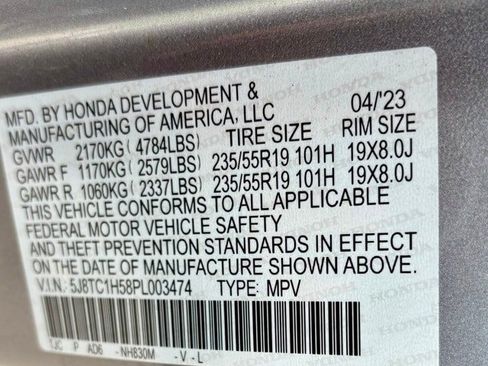 MFD. BY HONDA DEVELOPMENT &
MANUFACTURING OF AMERICA, LLC 04/'23
GVWR 2170KG (4784LBS) TIRE SIZE RIM SIZE
GAWR F 1170KG (2579LBS) 235/55R19 101H 19X8.0J
GAWR R 1060KG (2337LBS) 235/55R19 101H 19X8.0J
THIS VEHICLE CONFORMS TO ALL APPLICABLE
FEDERAL MOTOR VEHICLE SAFETY
AND THEFT PREVENTION STANDARDS IN EFFECT
ON THE DATE OF MANUFACTURE SHOWN ABOVE.
V.I.N.: 5J8TC1H58PL003474 TYPE: MPV
TJC P AD6 -NH830M -V-L